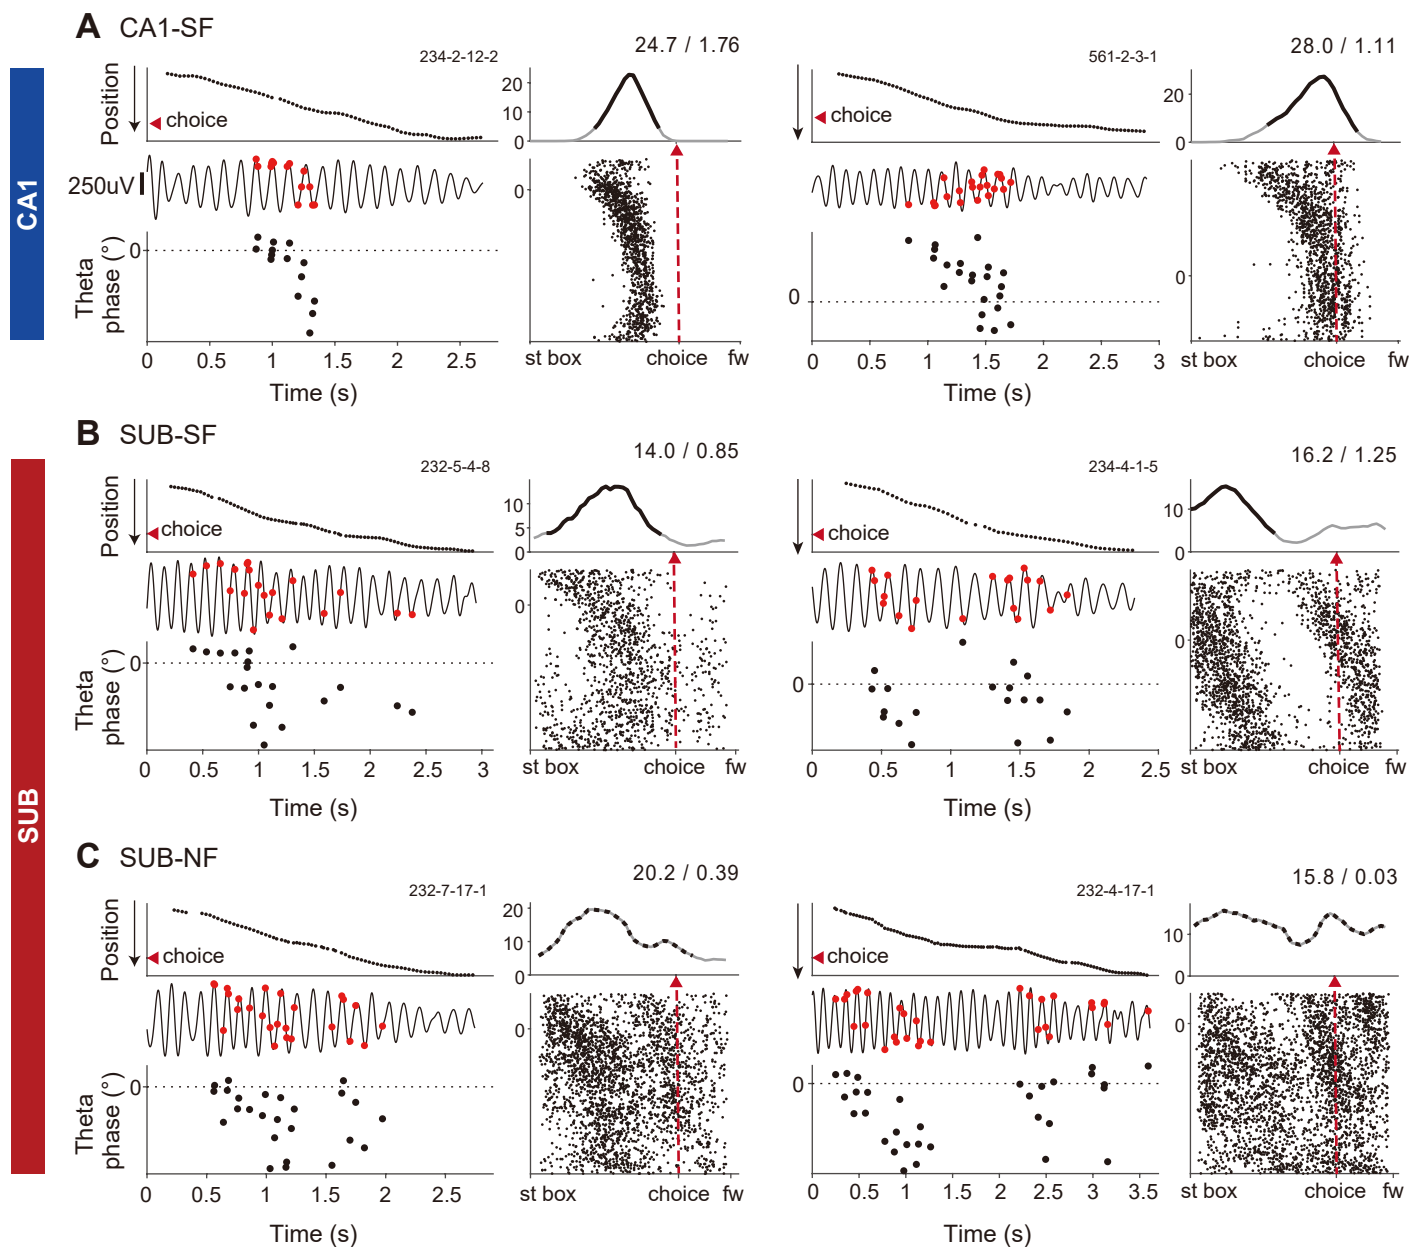 A CA1-SF
CA1
234-2-12-2
24.7 / 1.76
561-2-3-1
28.0 / 1.11
Position
choice
20
10
0
choice
20
0
250uV
0
0
Theta
phase (°)
0
0
0 0.5 1 1.5 2 2.5
Time (s)
st box choice fw
0 0.5 1 1.5 2 2.5 3
Time (s)
st box choice fw
B SUB-SF
SUB
232-5-4-8
14.0 / 0.85
234-4-1-5
16.2 / 1.25
Position
choice
10
5
0
choice
10
0
0
0
Theta
phase (°)
0
0
0 0.5 1 1.5 2 2.5 3
Time (s)
st box choice fw
0 0.5 1 1.5 2 2.5
Time (s)
st box choice fw
C SUB-NF
232-7-17-1
20.2 / 0.39
232-4-17-1
15.8 / 0.03
Position
choice
20
10
0
choice
10
0
0
0
Theta
phase (°)
0
0
0 0.5 1 1.5 2 2.5
Time (s)
st box choice fw
0 0.5 1 1.5 2 2.5 3 3.5
Time (s)
st box choice fw